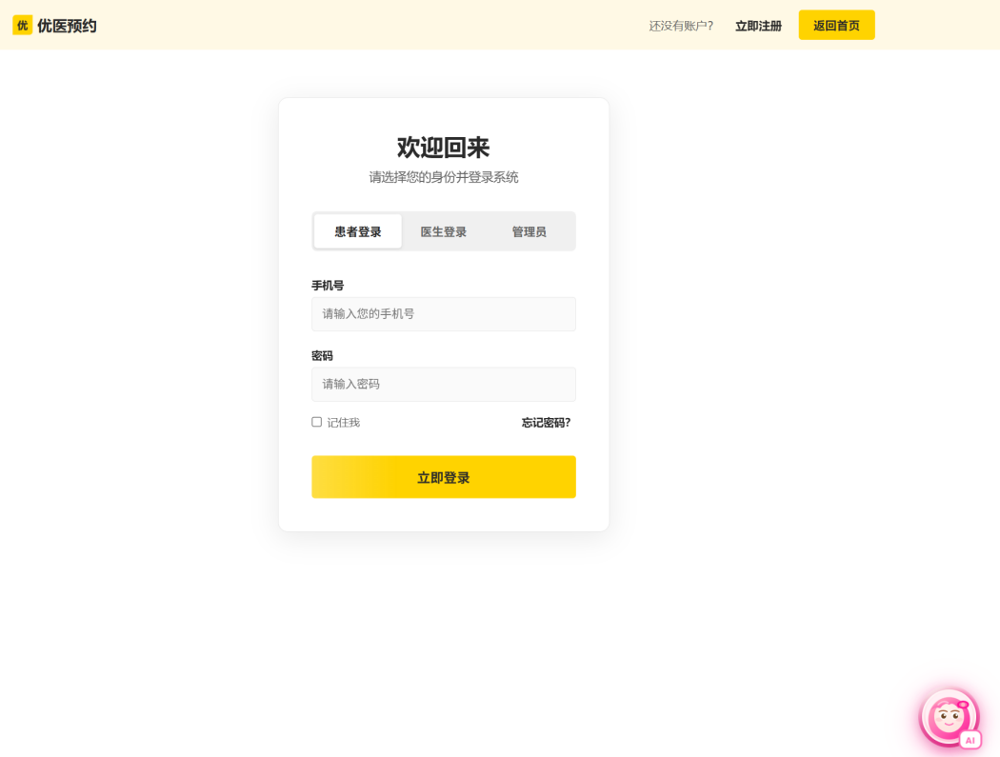 优 优医预约
还没有账户? 立即注册 返回首页
欢迎回来
请选择您的身份并登录系统
患者登录 医生登录 管理员
手机号
请输入您的手机号
密码
请输入密码
记住我 忘记密码?
立即登录
AI